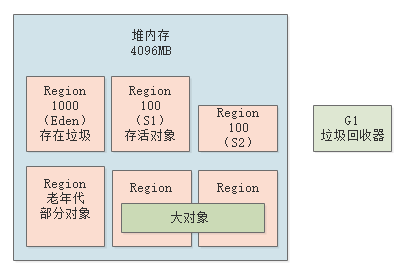 堆内存
4096MB
Region
1000
（Eden）
存在垃圾
Region
100
（S1）
存活对象
Region
100
（S2）
G1
垃圾回收器
Region
老年代
部分对象
Region
Region
大对象